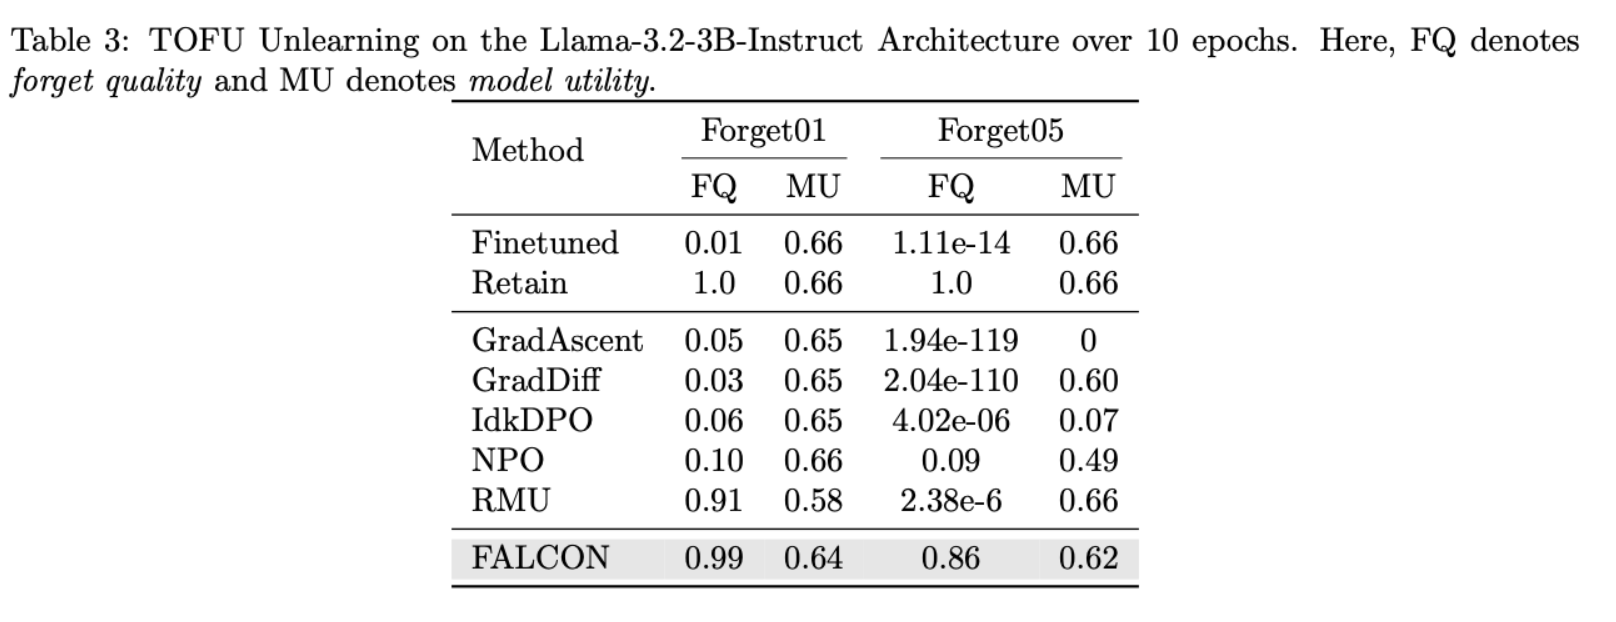 Table 3: TOFU Unlearning on the Llama-3.2-3B-Instruct Architecture over 10 epochs. Here, FQ denotes
forget quality and MU denotes model utility.
Method Forget01 Forget05
FQ MU FQ MU
Finetuned 0.01 0.66 1.11e-14 0.66
Retain 1.0 0.66 1.0 0.66
GradAscent 0.05 0.65 1.94e-119 0
GradDiff 0.03 0.65 2.04e-110 0.60
IdkDPO 0.06 0.65 4.02e-06 0.07
NPO 0.10 0.66 0.09 0.49
RMU 0.91 0.58 2.38e-6 0.66
FALCON 0.99 0.64 0.86 0.62